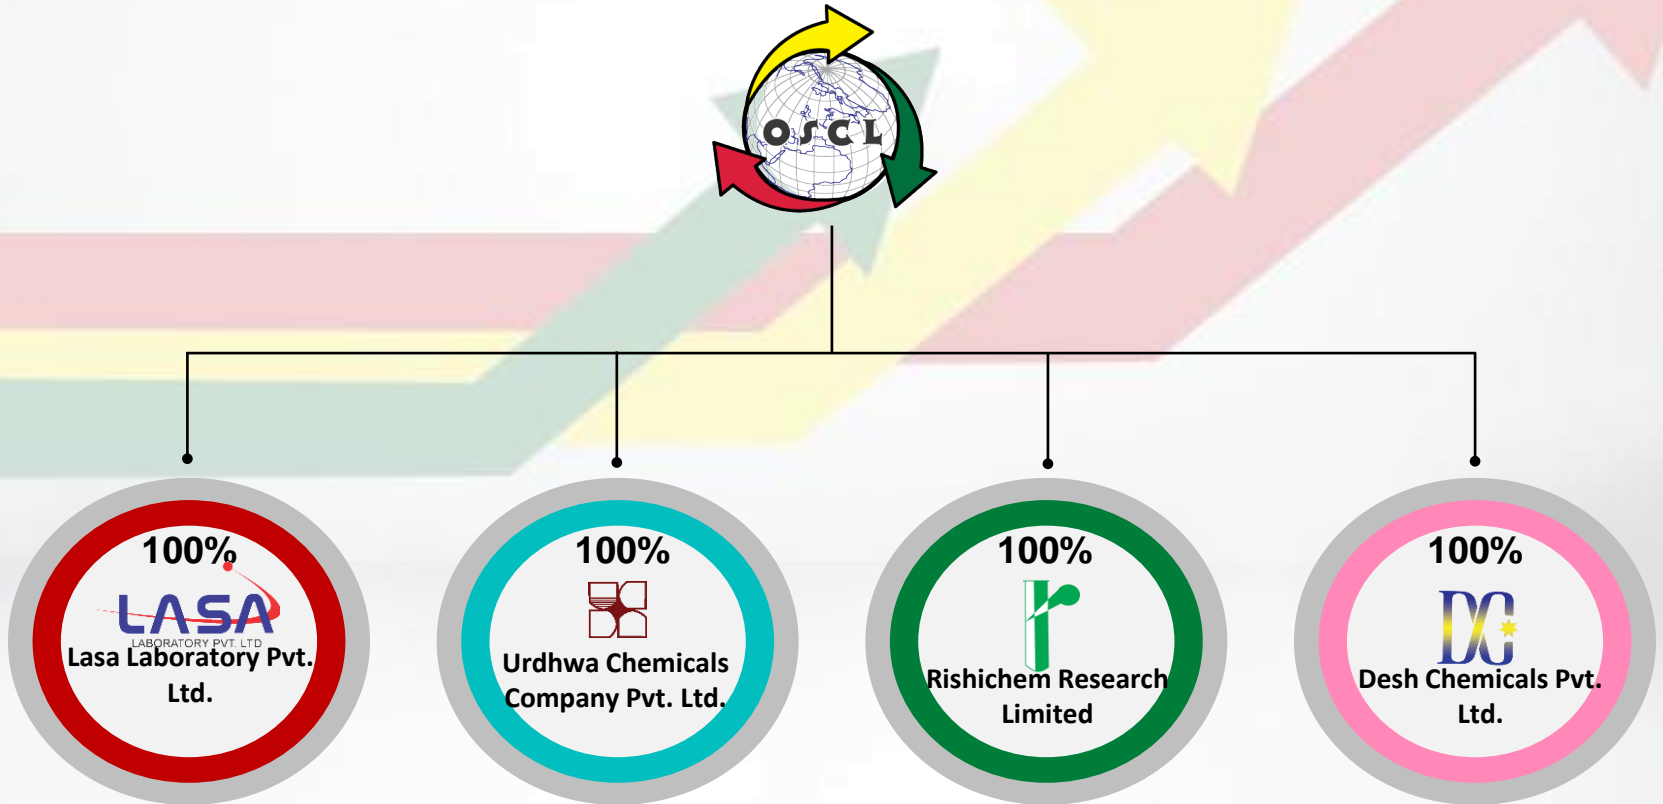 OSCL
100%
LASA
LABORATORY PVT. LTD
Lasa Laboratory Pvt.
Ltd.
100%
Urdhwa Chemicals
Company Pvt. Ltd.
100%
r
Rishichem Research
Limited
100%
DC
Desh Chemicals Pvt.
Ltd.